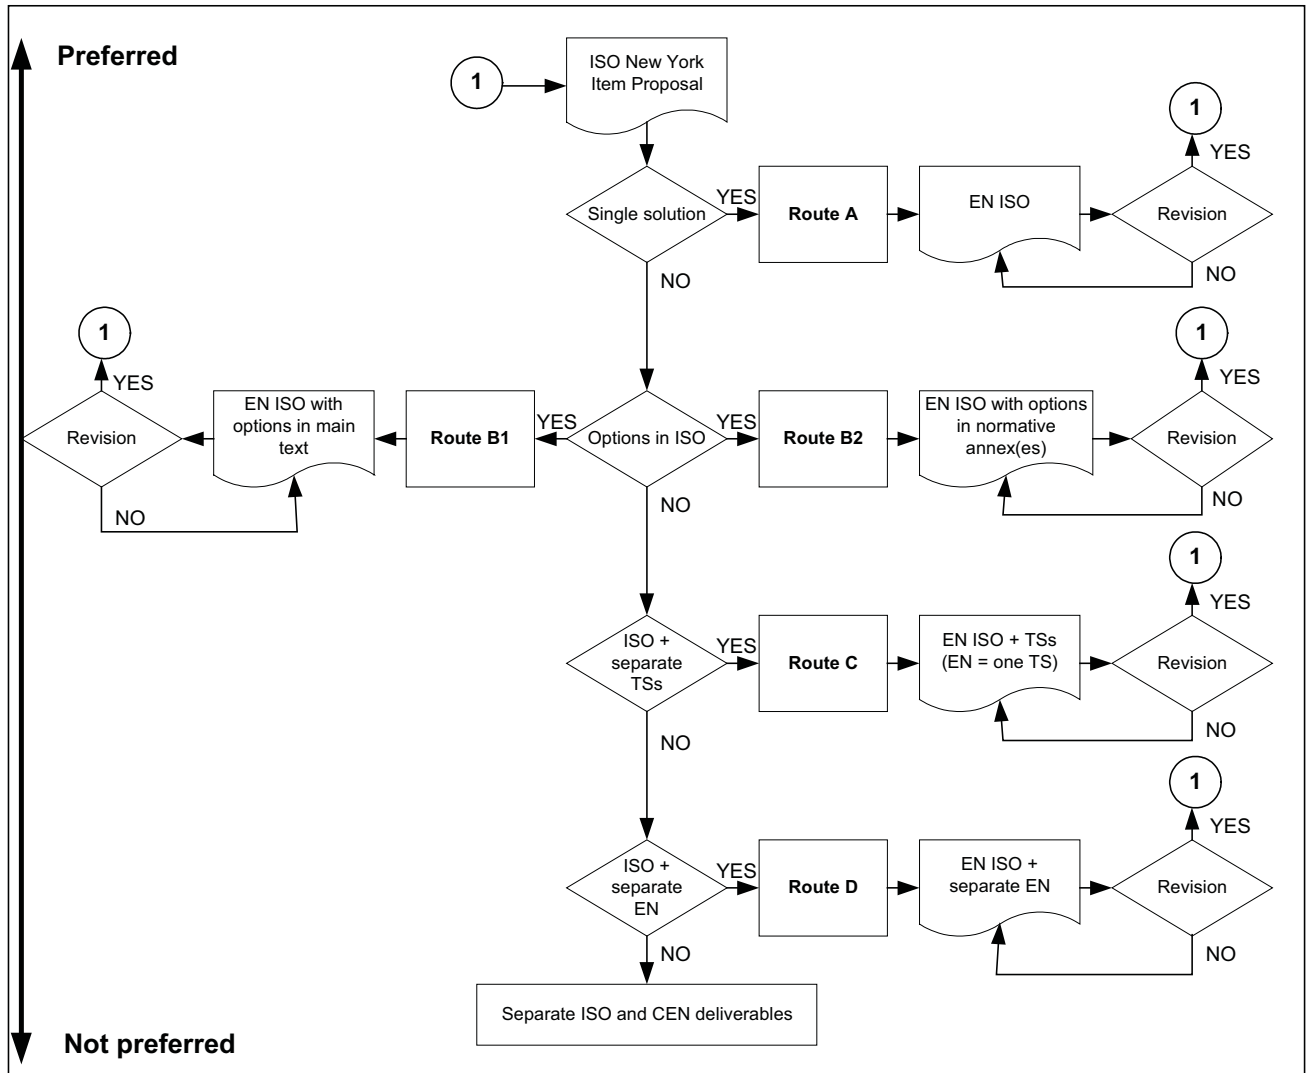 Preferred
1
ISO New York
Item Proposal
1
YES
Single solution
YES
Route A
EN ISO
Revision
NO
NO
1
YES
Revision
NO
EN ISO with
options in main
text
Route B1
YES
Options in ISO
YES
Route B2
EN ISO with options
in normative
annex(es)
1
YES
Revision
NO
NO
ISO +
separate
TSs
YES
Route C
EN ISO + TSs
(EN = one TS)
1
YES
Revision
NO
NO
ISO +
separate
EN
YES
Route D
EN ISO +
separate EN
1
YES
Revision
NO
NO
Separate ISO and CEN deliverables
Not preferred